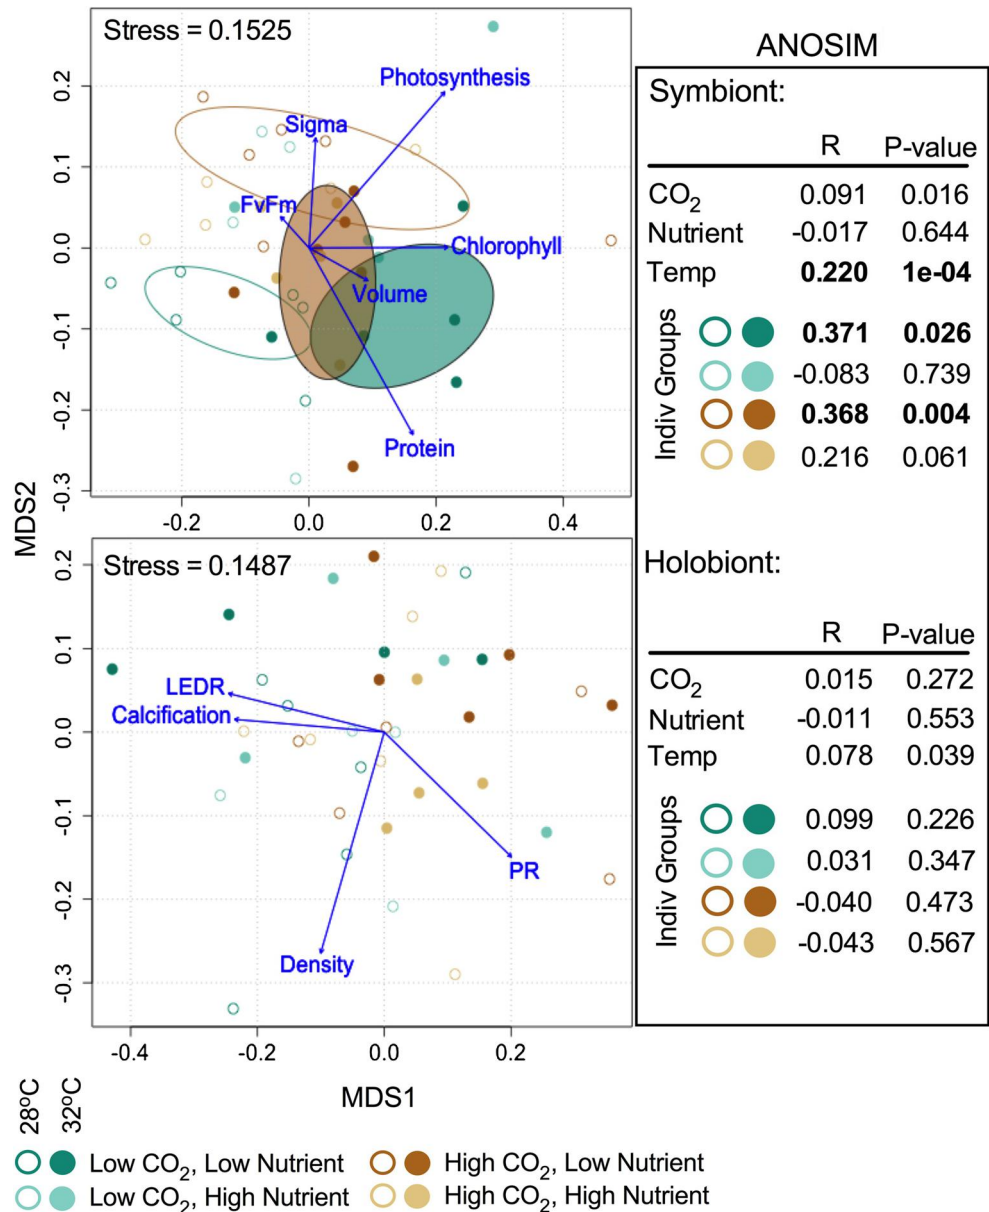 Stress = 0.1525
Photosynthesis
Sigma
FvFm
Chlorophyll
Volume
Protein
0.2
0.1
0.0
-0.1
-0.2
-0.3
-0.2
0.0
0.2
0.4
MDS2
Stress = 0.1487
LEDR
Calcification
PR
Density
0.2
0.1
0.0
-0.1
-0.2
-0.3
-0.4
-0.2
0.0
0.2
MDS1
ANOSIM
Symbiont:
R P-value
CO₂ 0.091 0.016
Nutrient -0.017 0.644
Temp 0.220 1e-04
Indiv Groups
0.371 0.026
-0.083 0.739
0.368 0.004
0.216 0.061
Holobiont:
R P-value
CO₂ 0.015 0.272
Nutrient -0.011 0.553
Temp 0.078 0.039
Indiv Groups
0.099 0.226
0.031 0.347
-0.040 0.473
-0.043 0.567
28ºC
32ºC
Low CO₂, Low Nutrient
High CO₂, Low Nutrient
Low CO₂, High Nutrient
High CO₂, High Nutrient